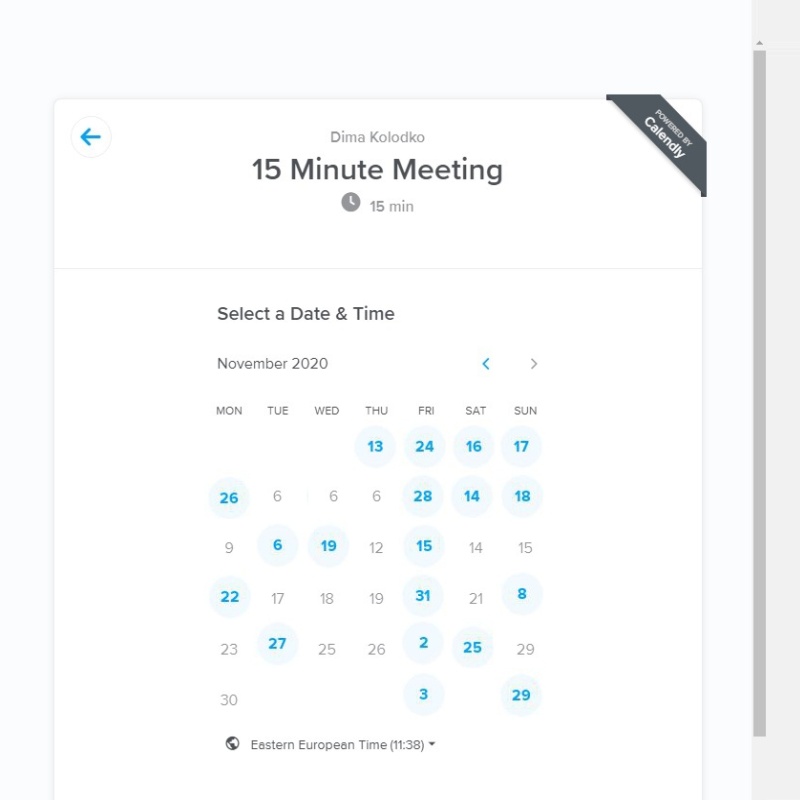 POWERED BY
Calendly
Dima Kolodko
15 Minute Meeting
15 min
Select a Date & Time
November 2020
MON TUE WED THU FRI SAT SUN
13 24 16 17
26 6 6 6 28 14 18
9 6 19 12 15 14 15
22 17 18 19 31 21 8
23 27 25 26 2 25 29
30 3 29
Eastern European Time (11:38)